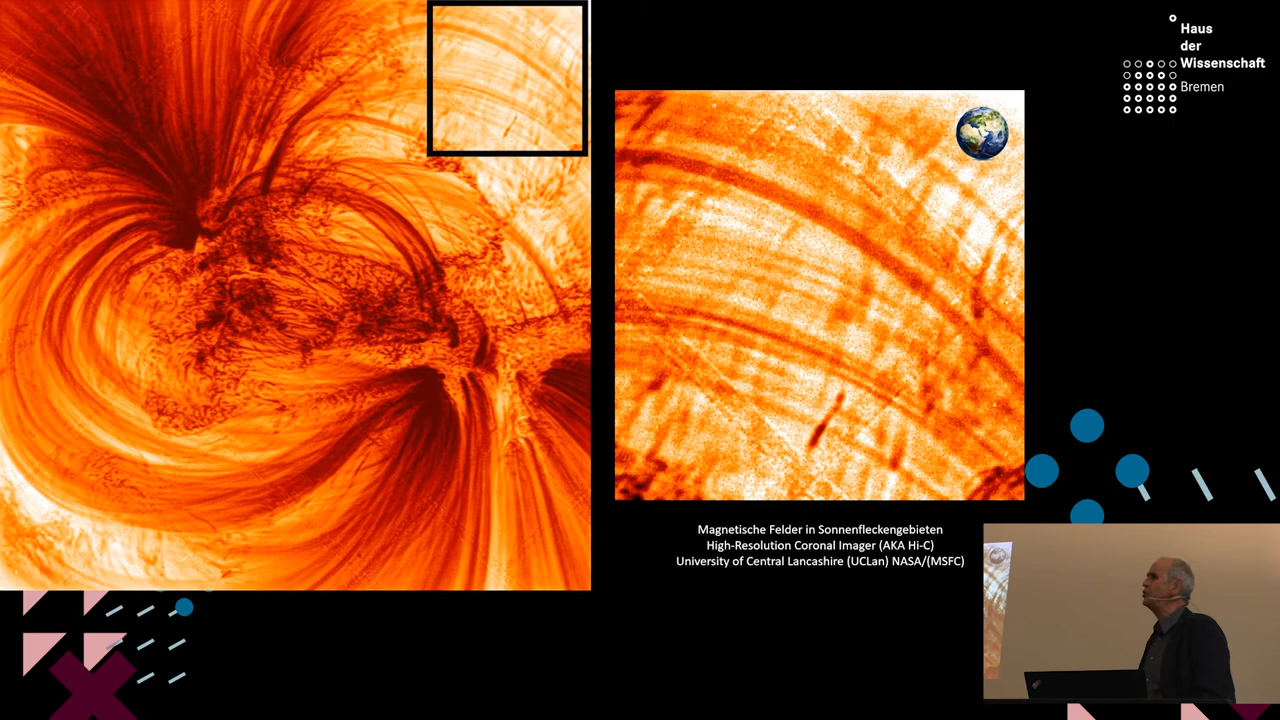 Haus
der
Wissenschaft
Bremen
Magnetische Felder in Sonnenfleckengebieten
High-Resolution Coronal Imager (AKA Hi-C)
University of Central Lancashire (UCLan) NASA/(MSFC)